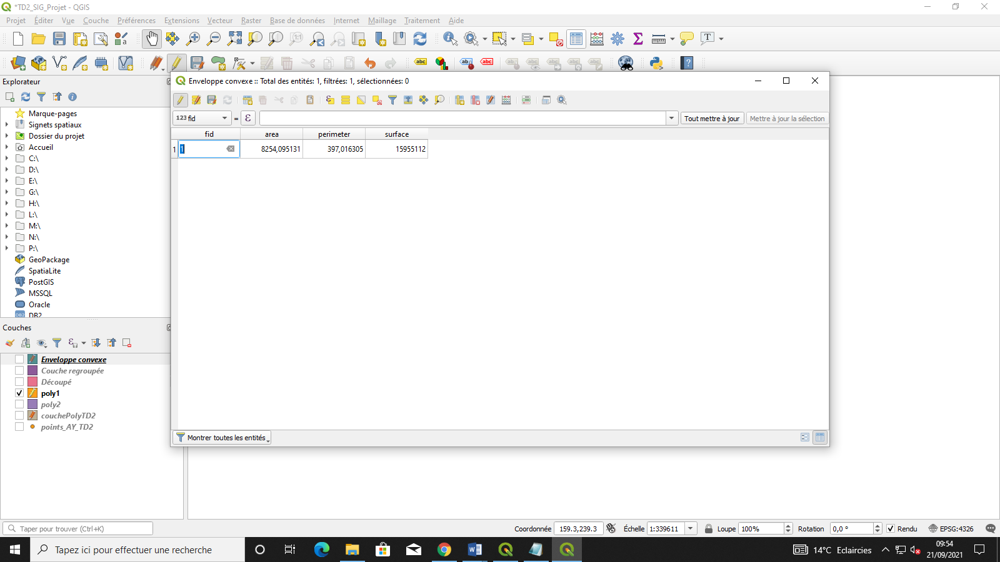 *TD2_SIG_Projet - QGIS
Projet Éditer Vue Couche Préférences Extensions Vecteur Raster Base de données Internet Maillage Traitement Aide
Explorateur
Marque-pages
Signets spatiaux
Dossier du projet
Accueil
C:\
D:\
E:\
G:\
H:\
L:\
M:\
N:\
P:\
GeoPackage
SpatiaLite
PostGIS
MSSQL
Oracle
DB2
Couches
Enveloppe convexe
Couche regroupée
Découpé
poly1
poly2
couchePolyTD2
points_AY_TD2
Enveloppe convexe :: Total des entités: 1, filtrées: 1, sélectionnées: 0
123 fid = ε Tout mettre à jour Mettre à jour la sélection
fid area perimeter surface
1 1 8254,095131 397,016305 15955112
Montrer toutes les entités
Taper pour trouver (Ctrl+K) Coordonnée 159.3,239.3 Échelle 1:339611 Loupe 100% Rotation 0,0 ° Rendu EPSG:4326
Tapez ici pour effectuer une recherche 14°C Eclaircies
09:54
21/09/2021